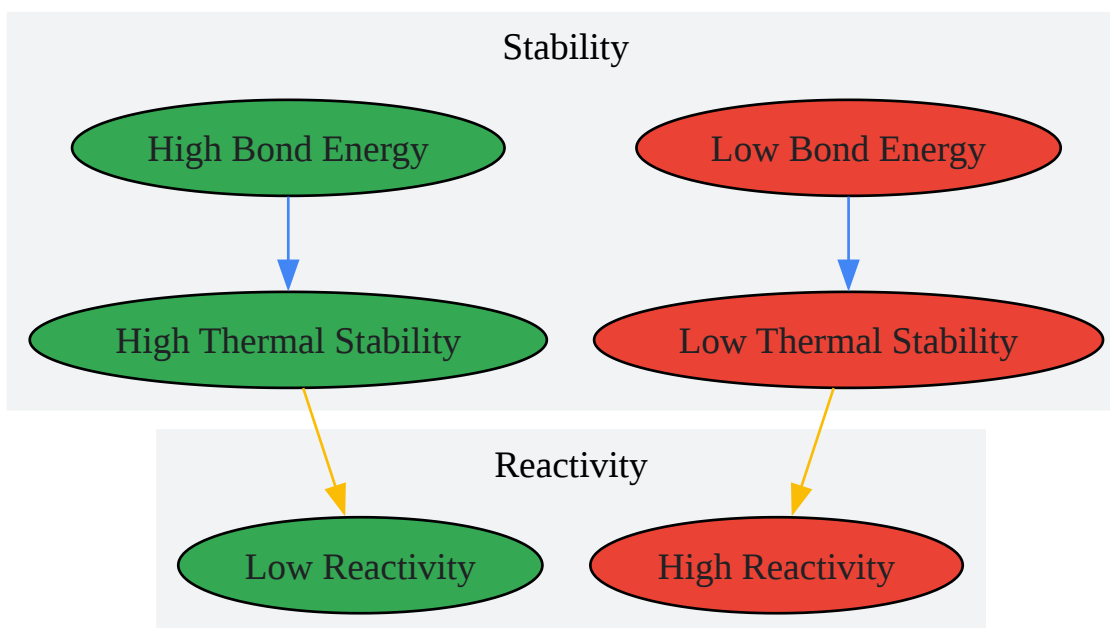 Stability
High Bond Energy
Low Bond Energy
High Thermal Stability
Low Thermal Stability
Reactivity
Low Reactivity
High Reactivity